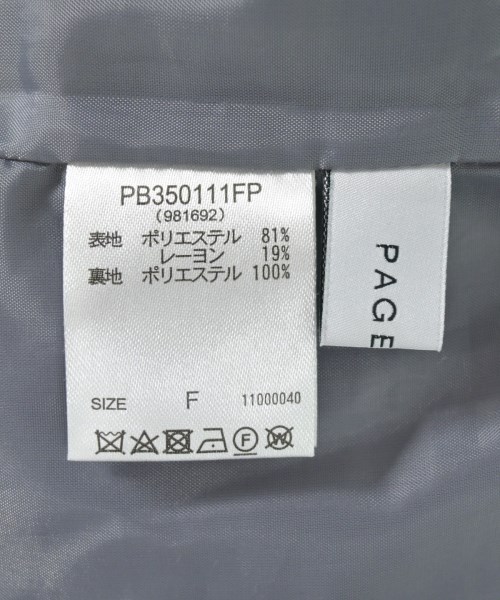 PB350111FP
(981692)
表地 ポリエステル 81%
レーヨン 19%
裏地 ポリエステル 100%
SIZE F 11000040
F W
PAGE